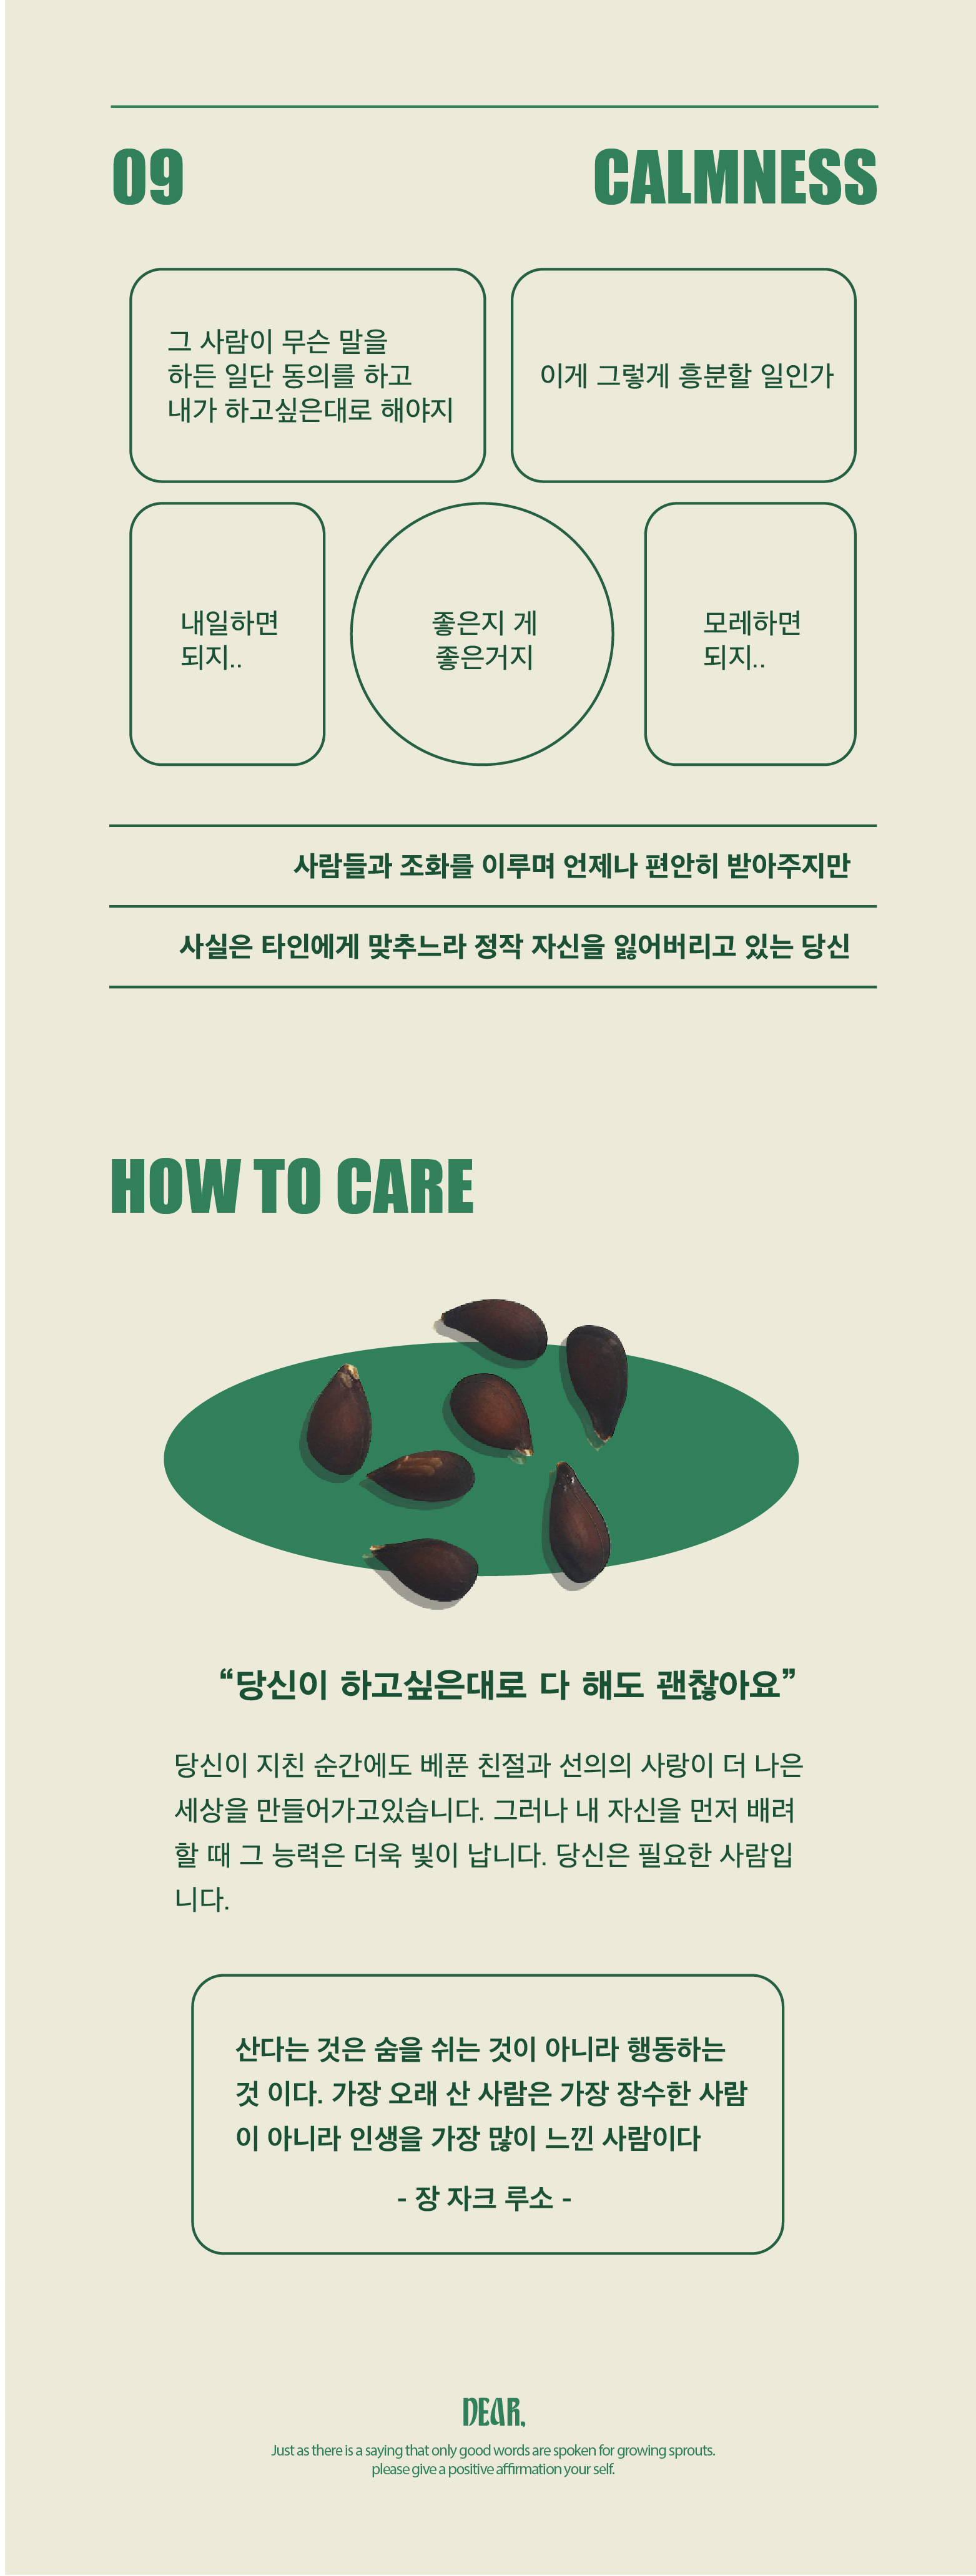 09
CALMNESS
그 사람이 무슨 말을
하든 일단 동의를 하고
내가 하고싶은대로 해야지
이게 그렇게 흥분할 일인가
내일하면
되지..
좋은지 게
좋은거지
모레하면
되지..
사람들과 조화를 이루며 언제나 편안히 받아주지만
사실은 타인에게 맞추느라 정작 자신을 잃어버리고 있는 당신
HOW TO CARE
“당신이 하고싶은대로 다 해도 괜찮아요”
당신이 지친 순간에도 베푼 친절과 선의의 사랑이 더 나은
세상을 만들어가고있습니다. 그러나 내 자신을 먼저 배려
할 때 그 능력은 더욱 빛이 납니다. 당신은 필요한 사람입
니다.
산다는 것은 숨을 쉬는 것이 아니라 행동하는
것 이다. 가장 오래 산 사람은 가장 장수한 사람
이 아니라 인생을 가장 많이 느낀 사람이다
- 장 자크 루소 -
DEAR,
Just as there is a saying that only good words are spoken for growing sprouts.
please give a positive affirmation your self.